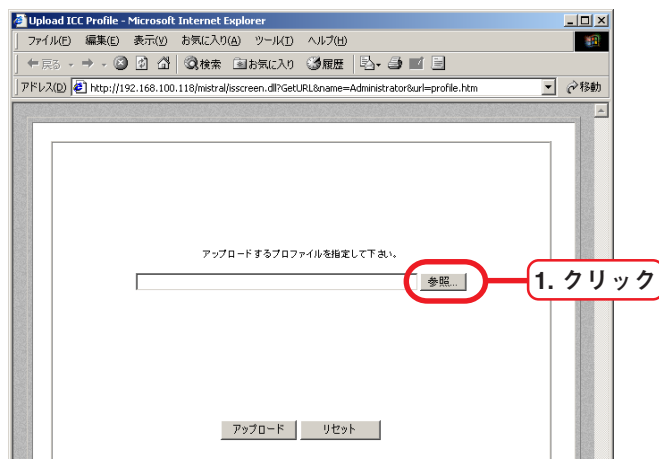 Upload ICC Profile - Microsoft Internet Explorer
ファイル(F) 編集(E) 表示(V) お気に入り(A) ツール(T) ヘルプ(H)
戻る 検索 お気に入り 履歴
アドレス(D) http://192.168.100.118/mistral/isscreen.dll?GetURL&name=Administrator&url=profile.htm 移動
アップロードするプロファイルを指定して下さい。
参照...
1. クリック
アップロード リセット